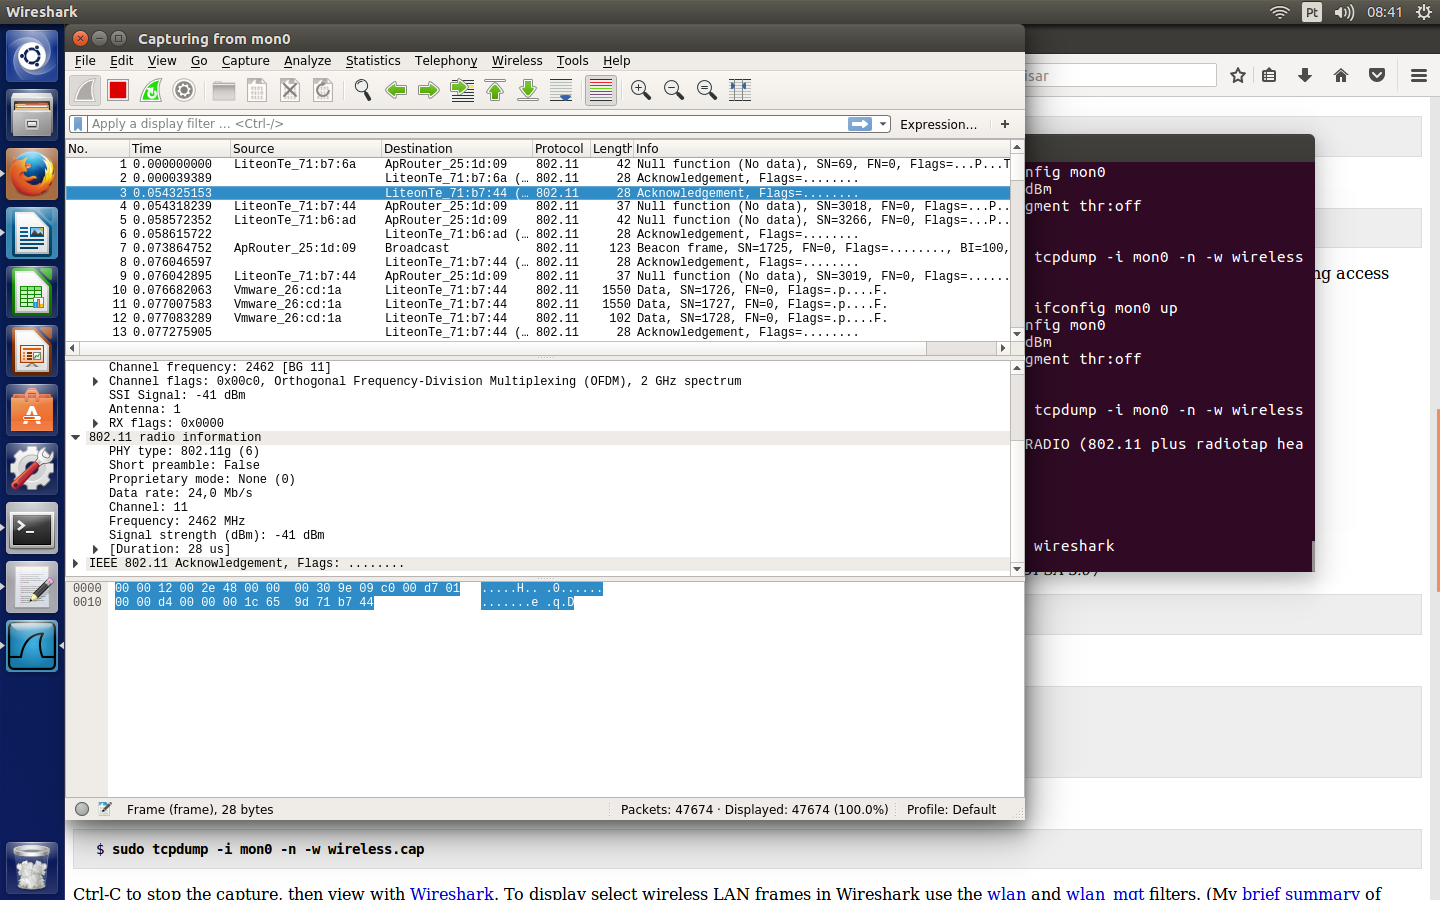 Wireshark
Pt
08:41
Capturing from mon0
File Edit View Go Capture Analyze Statistics Telephony Wireless Tools Help
isar
Apply a display filter ... <Ctrl-/>
Expression...
+
No. Time Source Destination Protocol Length Info
1 0.000000000 LiteonTe_71:b7:6a ApRouter_25:1d:09 802.11 42 Null function (No data), SN=69, FN=0, Flags=...P...T
2 0.000039389 LiteonTe_71:b7:6a (… 802.11 28 Acknowledgement, Flags=........
3 0.054325153 LiteonTe_71:b7:44 (… 802.11 28 Acknowledgement, Flags=........
4 0.054318239 LiteonTe_71:b7:44 ApRouter_25:1d:09 802.11 37 Null function (No data), SN=3018, FN=0, Flags=...P..
5 0.058572352 LiteonTe_71:b6:ad ApRouter_25:1d:09 802.11 42 Null function (No data), SN=3266, FN=0, Flags=...P..
6 0.058615722 LiteonTe_71:b6:ad (… 802.11 28 Acknowledgement, Flags=........
7 0.073864752 ApRouter_25:1d:09 Broadcast 802.11 123 Beacon frame, SN=1725, FN=0, Flags=........, BI=100,
8 0.076046597 LiteonTe_71:b7:44 (… 802.11 28 Acknowledgement, Flags=........
9 0.076042895 LiteonTe_71:b7:44 ApRouter_25:1d:09 802.11 37 Null function (No data), SN=3019, FN=0, Flags=......
10 0.076682063 Vmware_26:cd:1a LiteonTe_71:b7:44 802.11 1550 Data, SN=1726, FN=0, Flags=.p....F.
11 0.077007583 Vmware_26:cd:1a LiteonTe_71:b7:44 802.11 1550 Data, SN=1727, FN=0, Flags=.p....F.
12 0.077083289 Vmware_26:cd:1a LiteonTe_71:b7:44 802.11 102 Data, SN=1728, FN=0, Flags=.p....F.
13 0.077275905 LiteonTe_71:b7:44 (… 802.11 28 Acknowledgement, Flags=........
Channel frequency: 2462 [BG 11]
Channel flags: 0x00c0, Orthogonal Frequency-Division Multiplexing (OFDM), 2 GHz spectrum
SSI Signal: -41 dBm
Antenna: 1
RX flags: 0x0000
802.11 radio information
PHY type: 802.11g (6)
Short preamble: False
Proprietary mode: None (0)
Data rate: 24,0 Mb/s
Channel: 11
Frequency: 2462 MHz
Signal strength (dBm): -41 dBm
[Duration: 28 us]
IEEE 802.11 Acknowledgement, Flags: ........
0000 00 00 12 00 2e 48 00 00 00 30 9e 09 c0 00 d7 01 .....H.. .0......
0010 00 00 d4 00 00 00 1c 65 9d 71 b7 44 .......e .q.D
Frame (frame), 28 bytes
Packets: 47674 · Displayed: 47674 (100.0%)
Profile: Default
nfig mon0
dBm
gment thr:off
tcpdump -i mon0 -n -w wireless
ifconfig mon0 up
nfig mon0
dBm
gment thr:off
tcpdump -i mon0 -n -w wireless
RADIO (802.11 plus radiotap hea
wireshark
ng access
$ sudo tcpdump -i mon0 -n -w wireless.cap
Ctrl-C to stop the capture, then view with Wireshark. To display select wireless LAN frames in Wireshark use the wlan and wlan_mgt filters. (My brief summary of